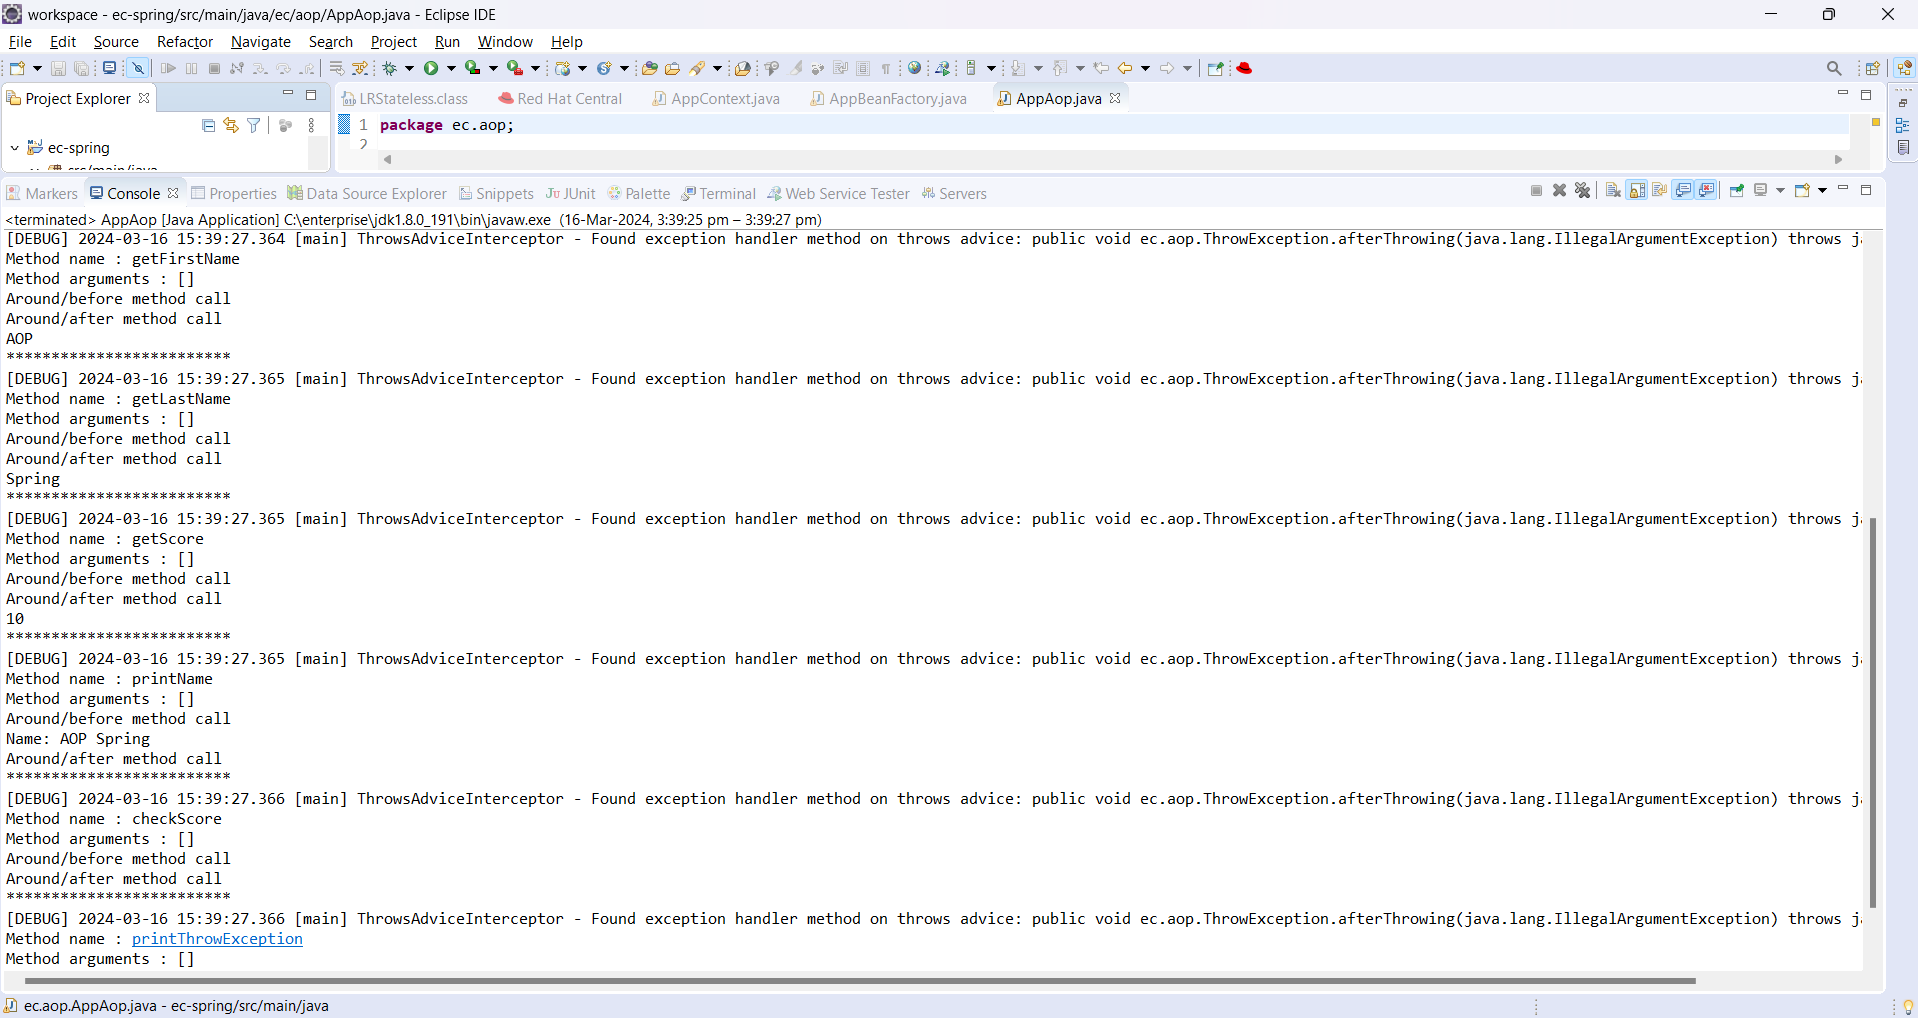 workspace - ec-spring/src/main/java/ec/aop/AppAop.java - Eclipse IDE
File Edit Source Refactor Navigate Search Project Run Window Help
Project Explorer
LRStateless.class Red Hat Central AppContext.java AppBeanFactory.java AppAop.java
1 package ec.aop;
2
ec-spring
src/main/java
Markers Console Properties Data Source Explorer Snippets JUnit Palette Terminal Web Service Tester Servers
<terminated> AppAop [Java Application] C:\enterprise\jdk1.8.0_191\bin\javaw.exe (16-Mar-2024, 3:39:25 pm – 3:39:27 pm)
[DEBUG] 2024-03-16 15:39:27.364 [main] ThrowsAdviceInterceptor - Found exception handler method on throws advice: public void ec.aop.ThrowException.afterThrowing(java.lang.IllegalArgumentException) throws
Method name : getFirstName
Method arguments : []
Around/before method call
Around/after method call
AOP
*************************
[DEBUG] 2024-03-16 15:39:27.365 [main] ThrowsAdviceInterceptor - Found exception handler method on throws advice: public void ec.aop.ThrowException.afterThrowing(java.lang.IllegalArgumentException) throws
Method name : getLastName
Method arguments : []
Around/before method call
Around/after method call
Spring
*************************
[DEBUG] 2024-03-16 15:39:27.365 [main] ThrowsAdviceInterceptor - Found exception handler method on throws advice: public void ec.aop.ThrowException.afterThrowing(java.lang.IllegalArgumentException) throws
Method name : getScore
Method arguments : []
Around/before method call
Around/after method call
10
*************************
[DEBUG] 2024-03-16 15:39:27.365 [main] ThrowsAdviceInterceptor - Found exception handler method on throws advice: public void ec.aop.ThrowException.afterThrowing(java.lang.IllegalArgumentException) throws
Method name : printName
Method arguments : []
Around/before method call
Name: AOP Spring
Around/after method call
*************************
[DEBUG] 2024-03-16 15:39:27.366 [main] ThrowsAdviceInterceptor - Found exception handler method on throws advice: public void ec.aop.ThrowException.afterThrowing(java.lang.IllegalArgumentException) throws
Method name : checkScore
Method arguments : []
Around/before method call
Around/after method call
*************************
[DEBUG] 2024-03-16 15:39:27.366 [main] ThrowsAdviceInterceptor - Found exception handler method on throws advice: public void ec.aop.ThrowException.afterThrowing(java.lang.IllegalArgumentException) throws
Method name : printThrowException
Method arguments : []
ec.aop.AppAop.java - ec-spring/src/main/java